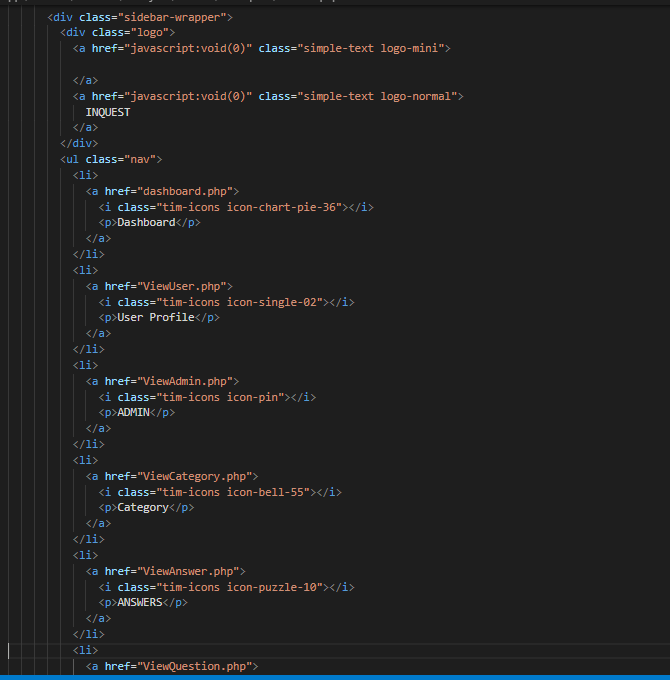 <div class="sidebar-wrapper">
<div class="logo">
<a href="javascript:void(0)" class="simple-text logo-mini">
</a>
<a href="javascript:void(0)" class="simple-text logo-normal">
INQUEST
</a>
</div>
<ul class="nav">
<li>
<a href="dashboard.php">
<i class="tim-icons icon-chart-pie-36"></i>
<p>Dashboard</p>
</a>
</li>
<li>
<a href="ViewUser.php">
<i class="tim-icons icon-single-02"></i>
<p>User Profile</p>
</a>
</li>
<li>
<a href="ViewAdmin.php">
<i class="tim-icons icon-pin"></i>
<p>ADMIN</p>
</a>
</li>
<li>
<a href="ViewCategory.php">
<i class="tim-icons icon-bell-55"></i>
<p>Category</p>
</a>
</li>
<li>
<a href="ViewAnswer.php">
<i class="tim-icons icon-puzzle-10"></i>
<p>ANSWERS</p>
</a>
</li>
<li>
<a href="ViewQuestion.php">